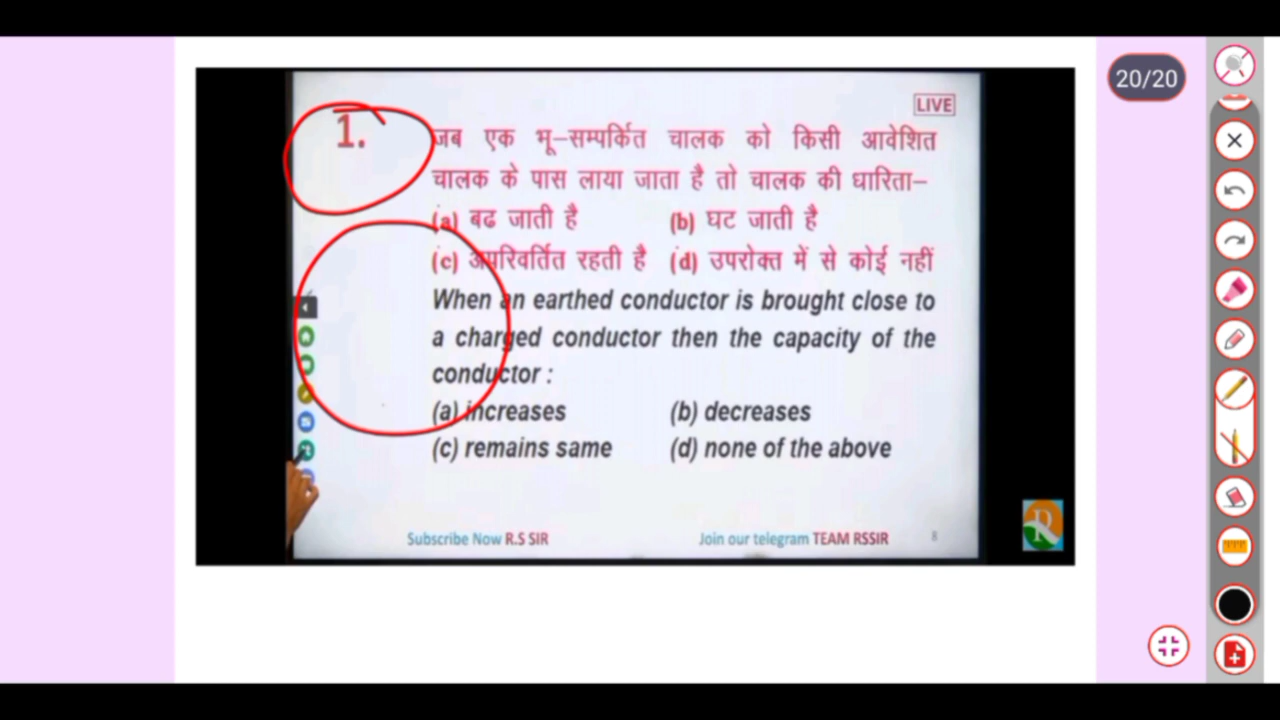 20/20
LIVE
1.
जब एक भू-सम्पर्कित चालक को किसी आवेशित
चालक के पास लाया जाता है तो चालक की धारिता–
(a) बढ जाती है (b) घट जाती है
(c) अपरिवर्तित रहती है (d) उपरोक्त में से कोई नहीं
When an earthed conductor is brought close to
a charged conductor then the capacity of the
conductor :
(a) increases (b) decreases
(c) remains same (d) none of the above
Subscribe Now R.S SIR Join our telegram TEAM RSSIR 8
R